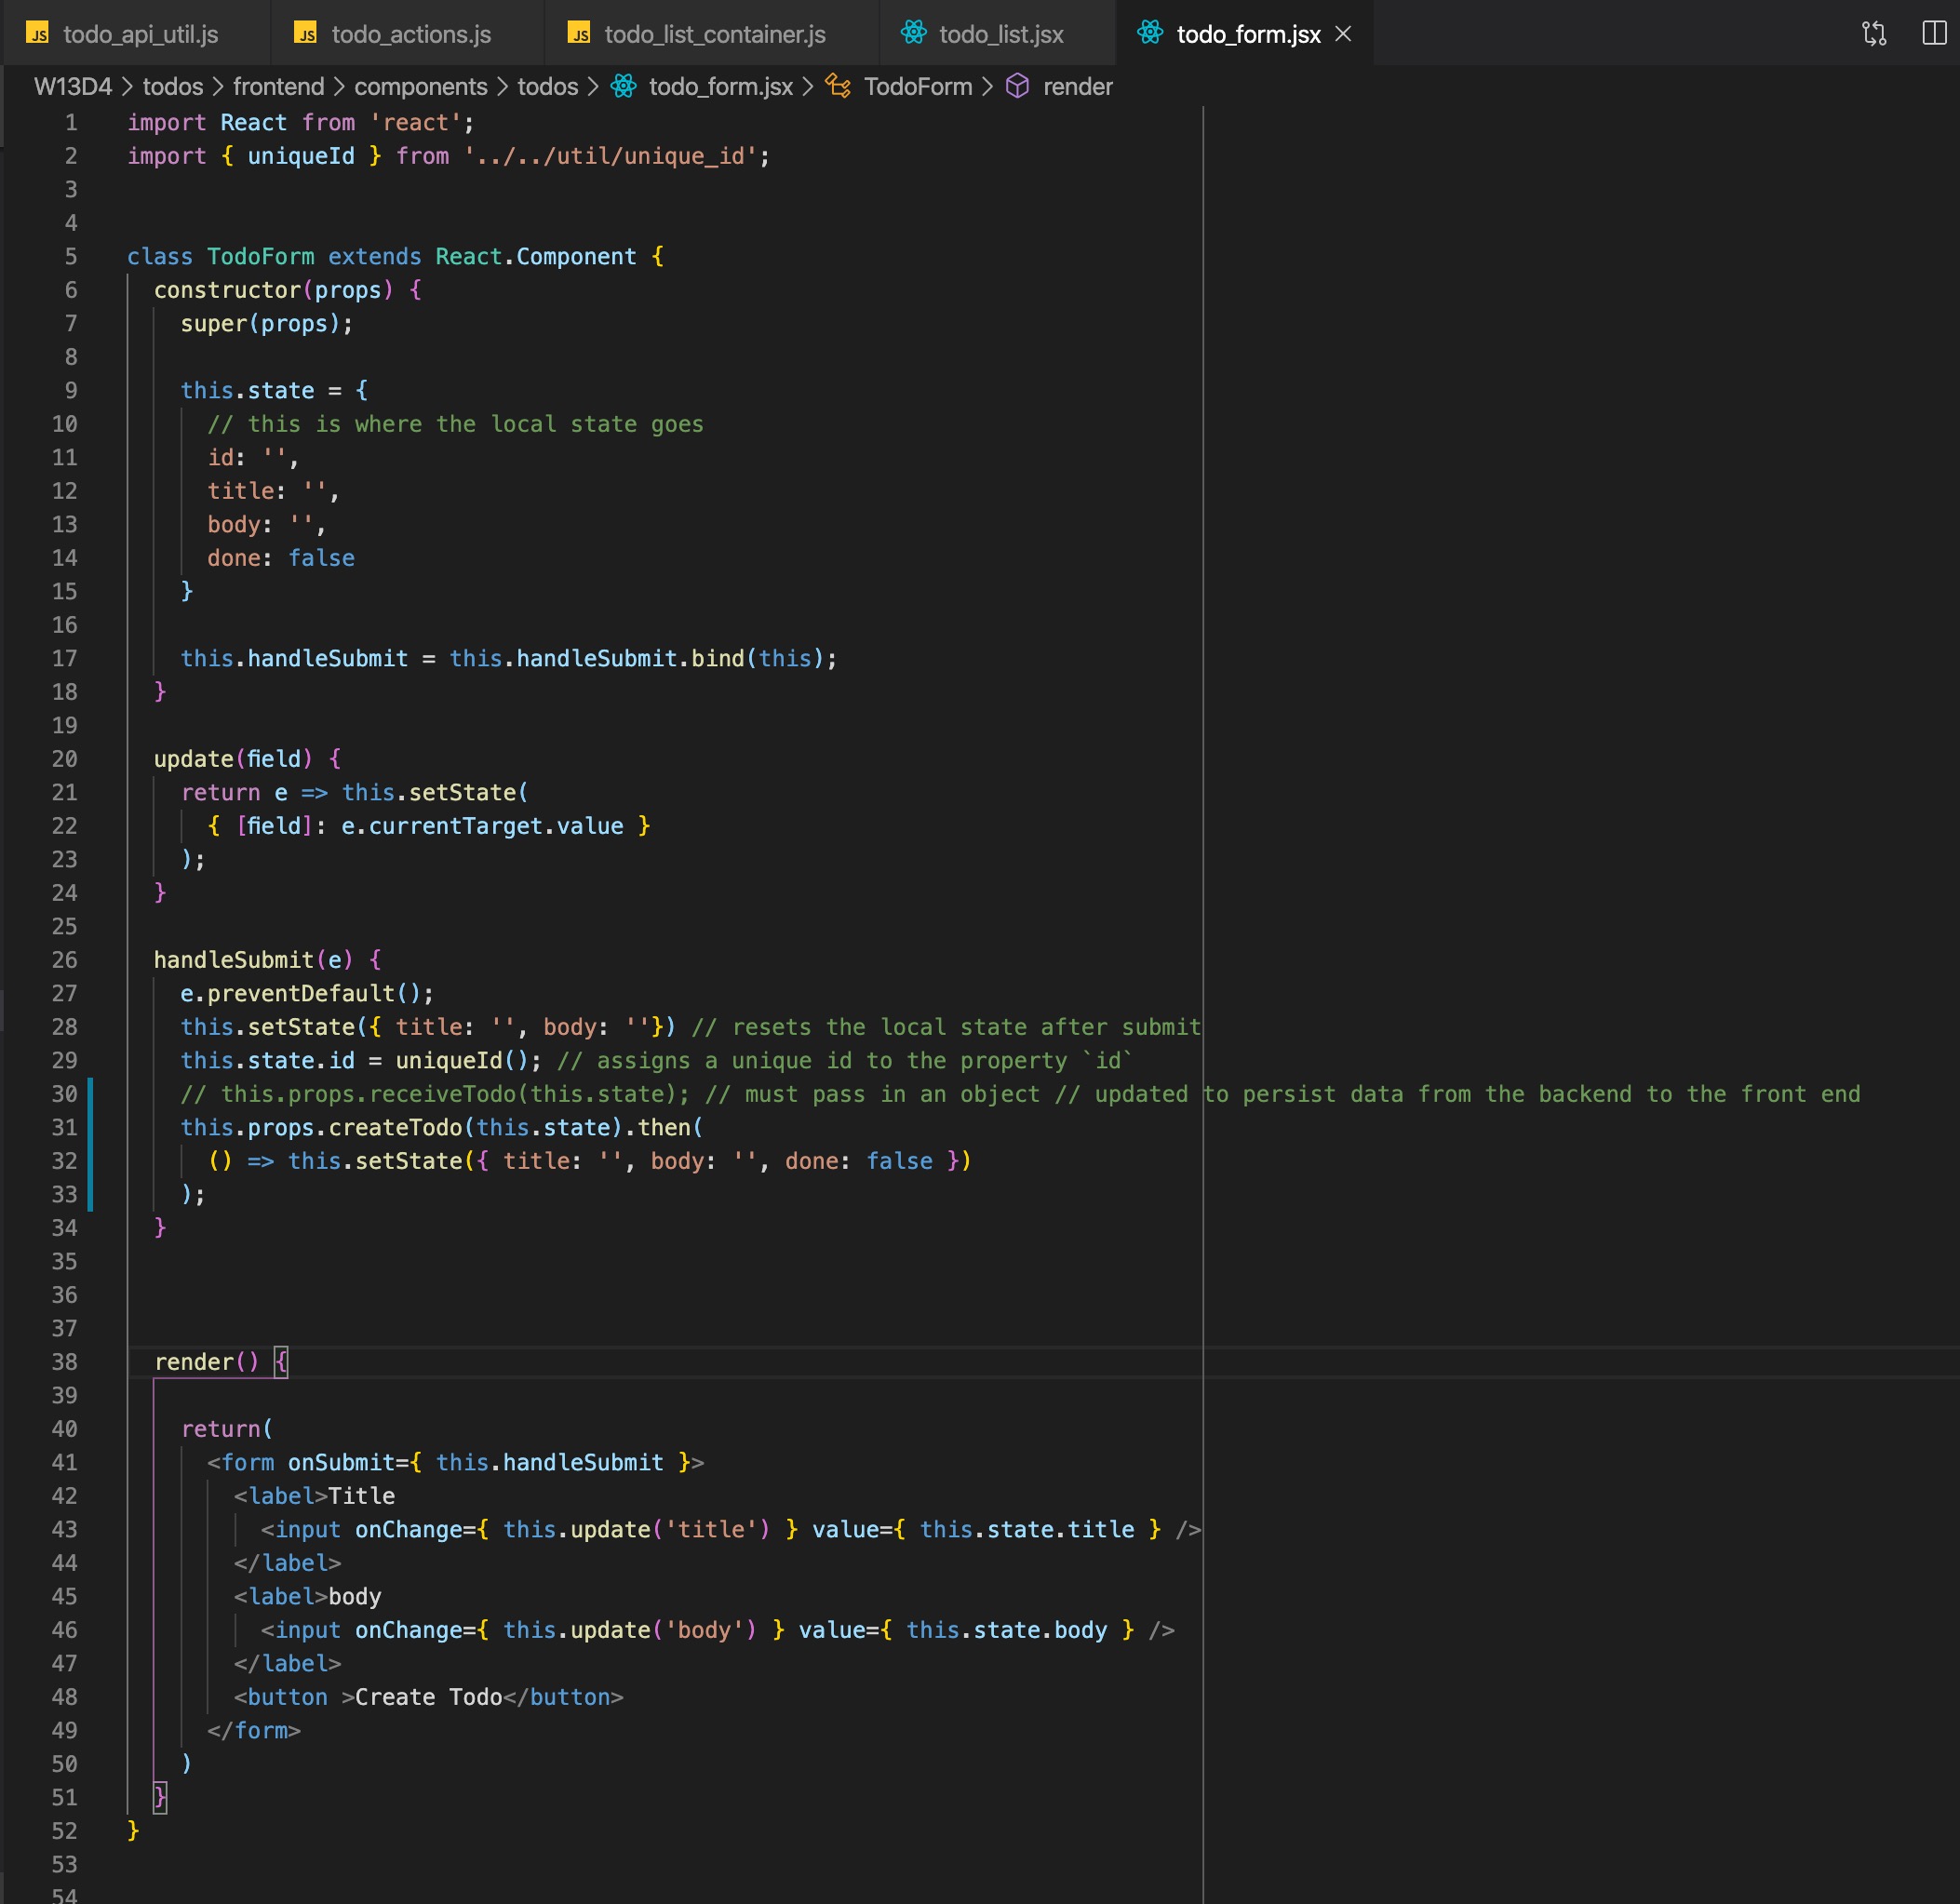 JS todo_api_util.js JS todo_actions.js JS todo_list_container.js todo_list.jsx todo_form.jsx
W13D4 > todos > frontend > components > todos > todo_form.jsx > TodoForm > render
1 import React from 'react';
2 import { uniqueId } from '../../util/unique_id';
3
4
5 class TodoForm extends React.Component {
6 constructor(props) {
7 super(props);
8
9 this.state = {
10 // this is where the local state goes
11 id: '',
12 title: '',
13 body: '',
14 done: false
15 }
16
17 this.handleSubmit = this.handleSubmit.bind(this);
18 }
19
20 update(field) {
21 return e => this.setState(
22 { [field]: e.currentTarget.value }
23 );
24 }
25
26 handleSubmit(e) {
27 e.preventDefault();
28 this.setState({ title: '', body: ''}) // resets the local state after submit
29 this.state.id = uniqueId(); // assigns a unique id to the property `id`
30 // this.props.receiveTodo(this.state); // must pass in an object // updated to persist data from the backend to the front end
31 this.props.createTodo(this.state).then(
32 () => this.setState({ title: '', body: '', done: false })
33 );
34 }
35
36
37
38 render() {
39
40 return(
41 <form onSubmit={ this.handleSubmit }>
42 <label>Title
43 <input onChange={ this.update('title') } value={ this.state.title } />
44 </label>
45 <label>body
46 <input onChange={ this.update('body') } value={ this.state.body } />
47 </label>
48 <button >Create Todo</button>
49 </form>
50 )
51 }
52 }
53
54